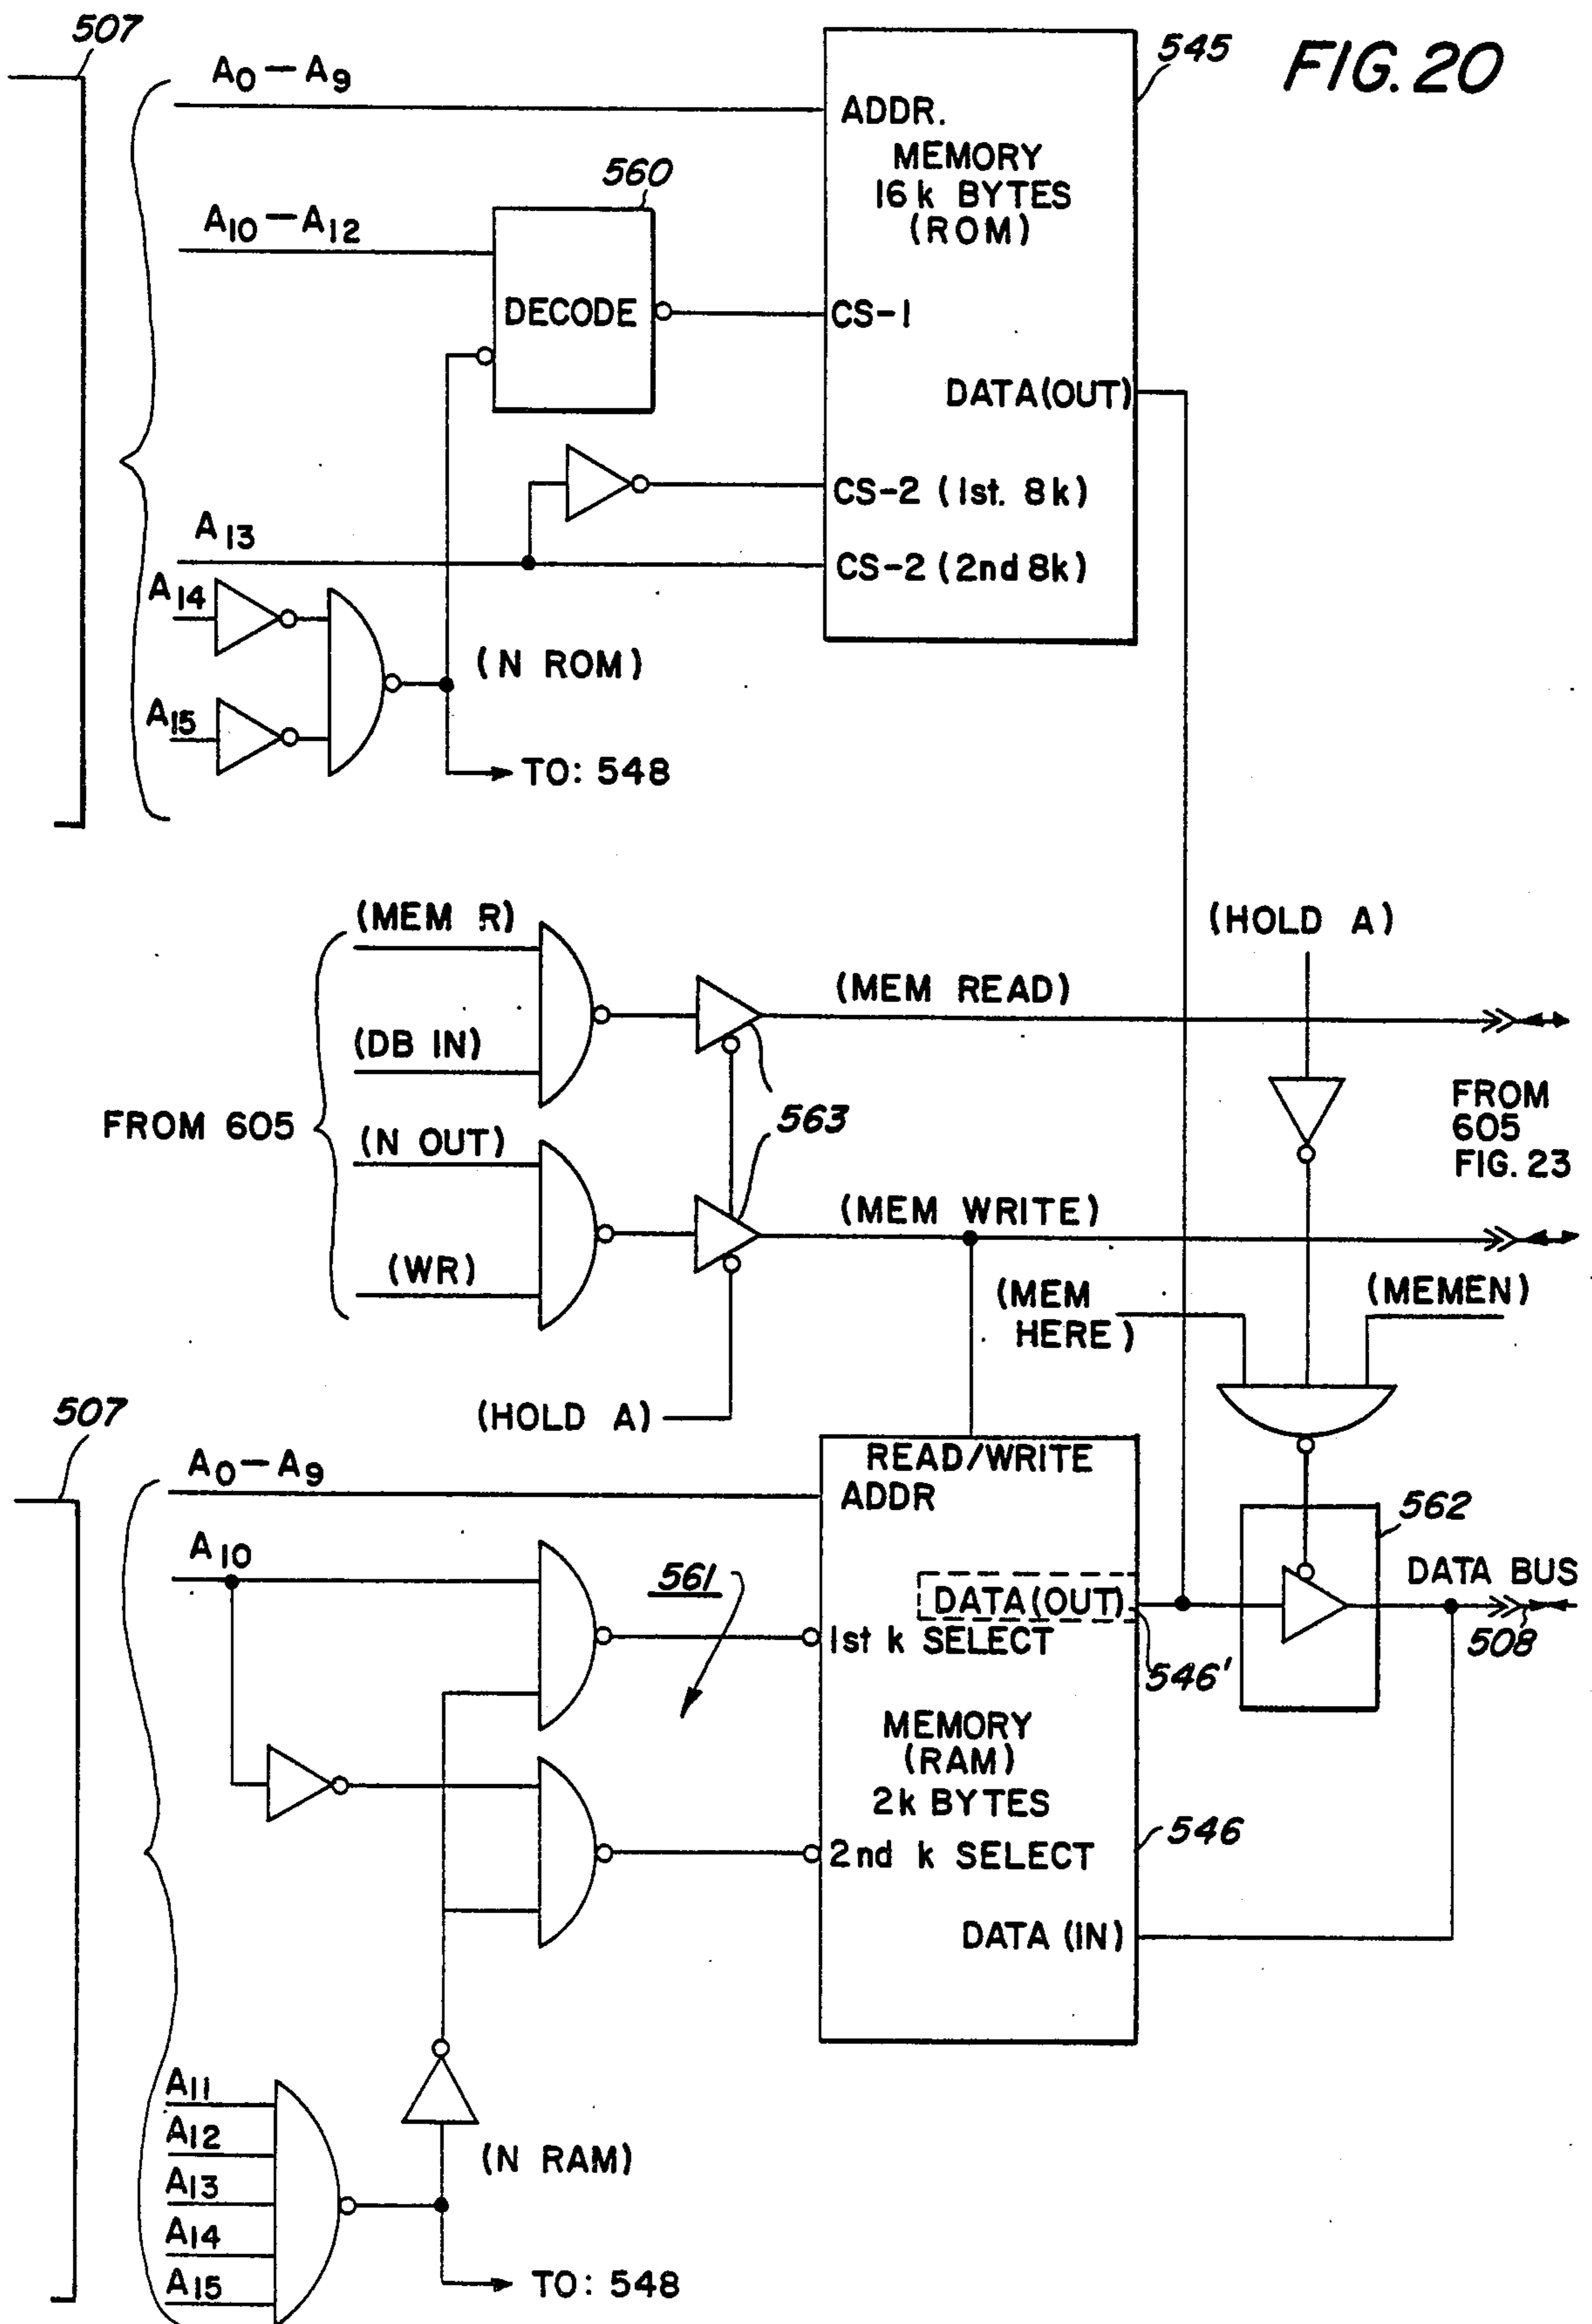 FIG. 20
507
A0—A9
545
ADDR.
MEMORY
16k BYTES
(ROM)
560
A10—A12
DECODE
CS-1
DATA(OUT)
CS-2 (1st. 8k)
A13
CS-2 (2nd 8k)
A14
(N ROM)
A15
TO: 548
(MEM R)
(HOLD A)
(MEM READ)
(DB IN)
563
FROM 605
FROM
605
FIG. 23
(N OUT)
(MEM WRITE)
(WR)
(MEM
HERE)
(MEMEN)
(HOLD A)
507
A0—A9
READ/WRITE
ADDR
562
A10
561
DATA(OUT)
DATA BUS
508
1st k SELECT
546'
MEMORY
(RAM)
2k BYTES
546
2nd k SELECT
DATA (IN)
A11
A12
(N RAM)
A13
A14
A15
TO: 548